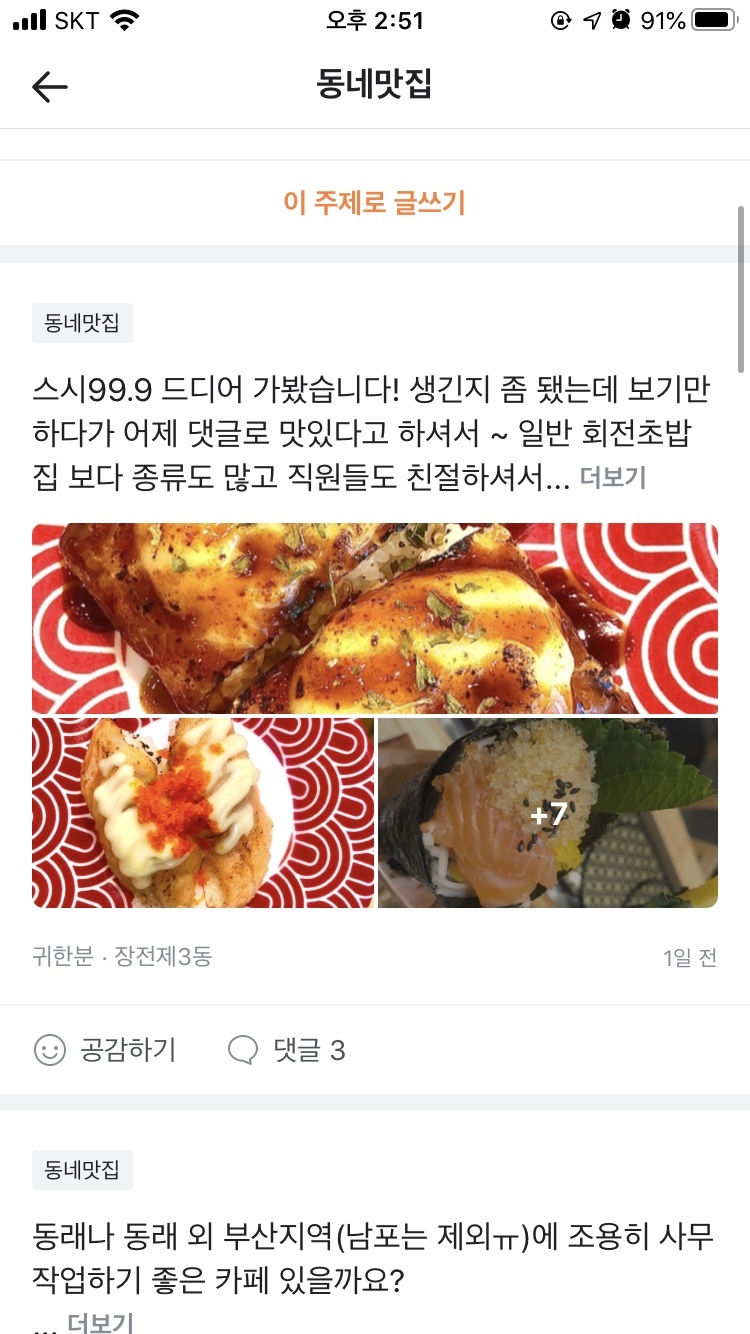 SKT 오후 2:51 91%
동네맛집
이 주제로 글쓰기
동네맛집
스시99.9 드디어 가봤습니다! 생긴지 좀 됐는데 보기만
하다가 어제 댓글로 맛있다고 하셔서 ~ 일반 회전초밥
집 보다 종류도 많고 직원들도 친절하셔서... 더보기
+7
귀한분 · 장전제3동 1일 전
공감하기 댓글 3
동네맛집
동래나 동래 외 부산지역(남포는 제외ㅠ)에 조용히 사무
작업하기 좋은 카페 있을까요?
... 더보기